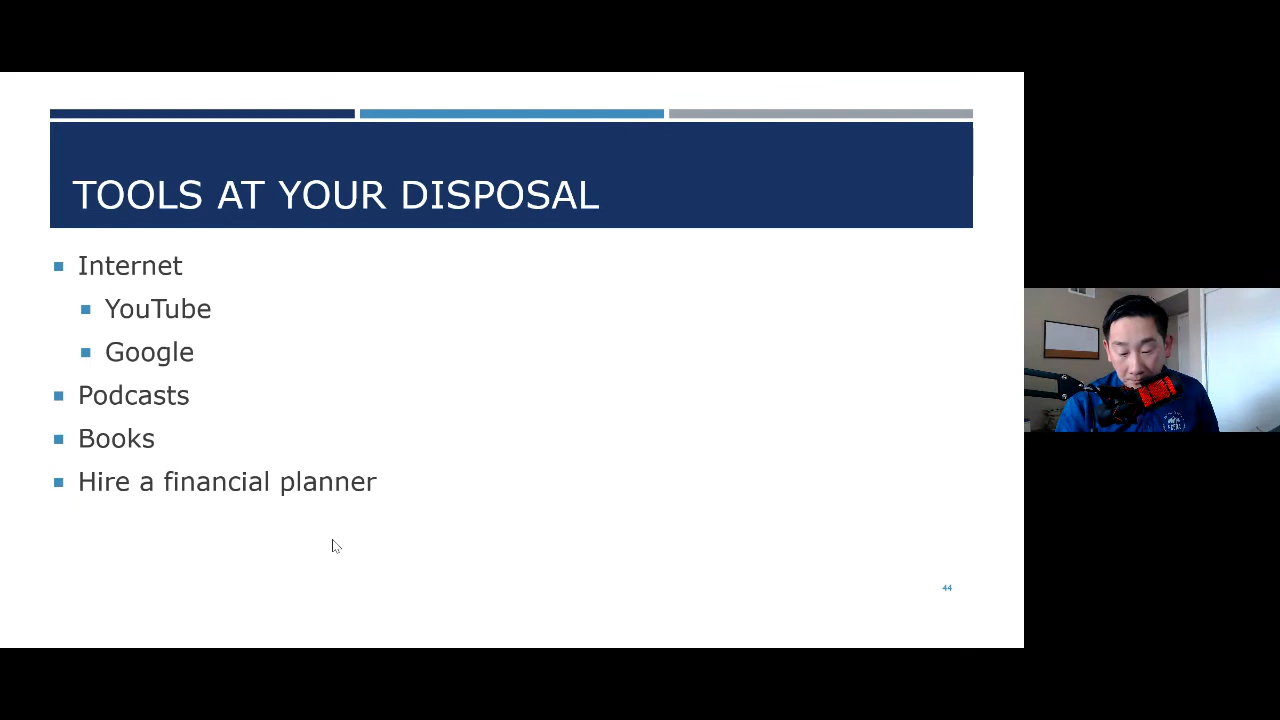 TOOLS AT YOUR DISPOSAL
Internet
YouTube
Google
Podcasts
Books
Hire a financial planner
44